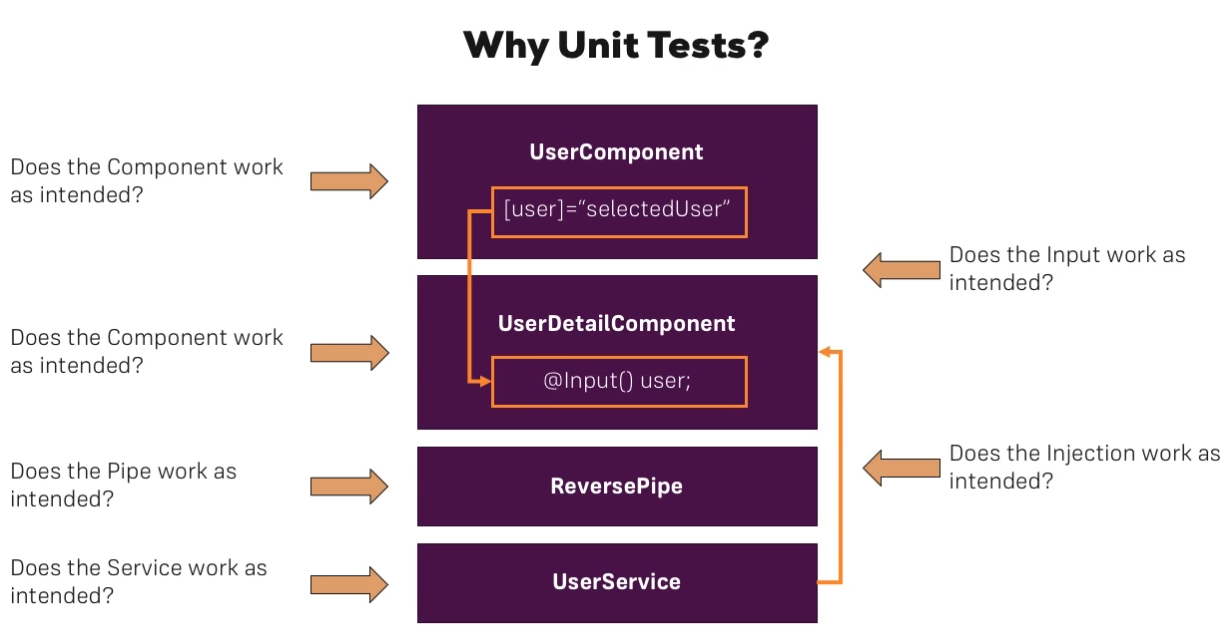 Why Unit Tests?
Does the Component work
as intended?
UserComponent
[user]=“selectedUser”
Does the Input work as
intended?
Does the Component work
as intended?
UserDetailComponent
@Input() user;
Does the Injection work as
intended?
Does the Pipe work as
intended?
ReversePipe
Does the Service work as
intended?
UserService